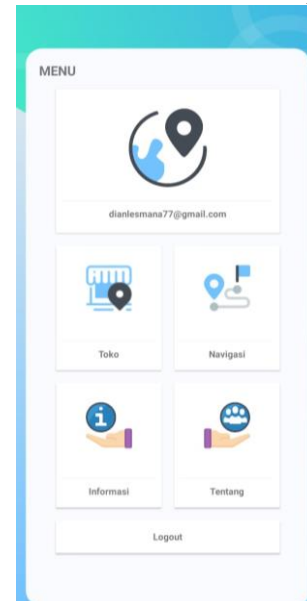 MENU
dianlesmana77@gmail.com
Toko
Navigasi
Informasi
Tentang
Logout